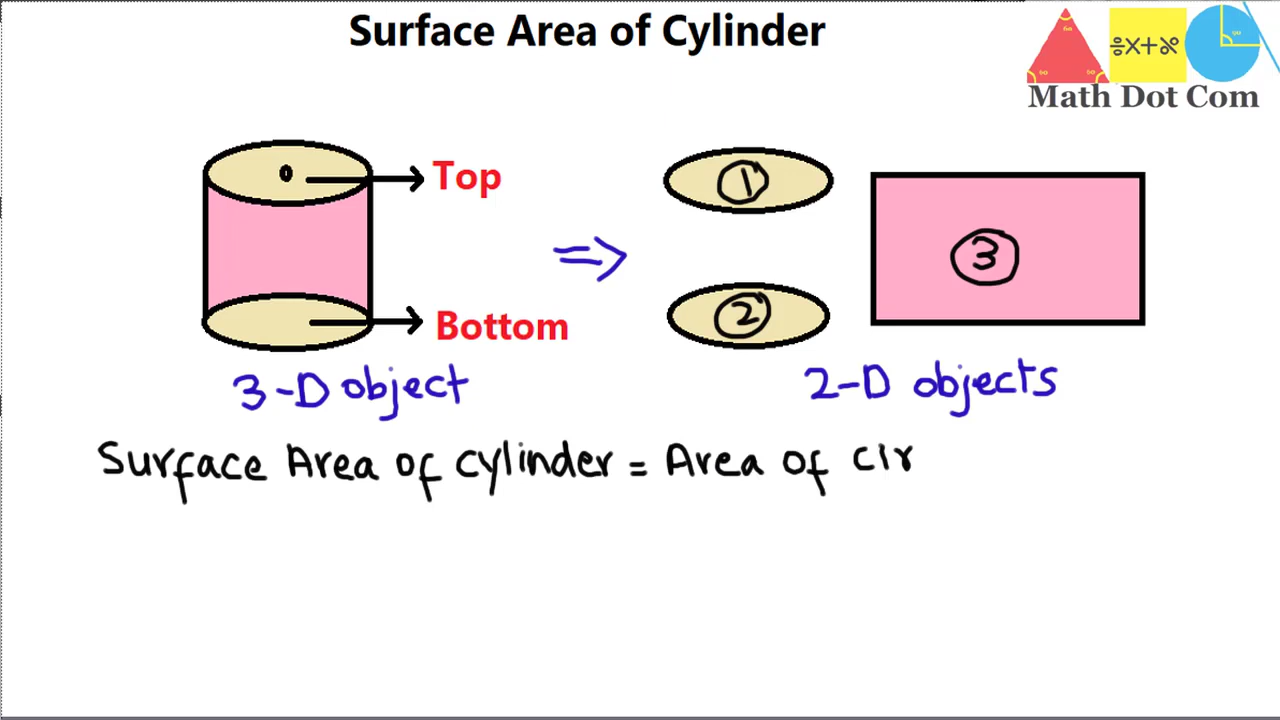 Surface Area of Cylinder
÷x+
Math Dot Com
0
Top
1
2
3
Bottom
3-D object
2-D objects
Surface Area of cylinder = Area of cir